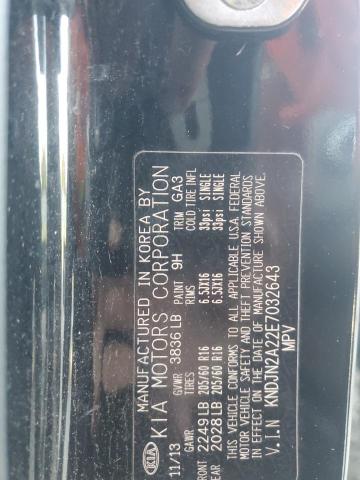 MANUFACTURED IN KOREA BY
KIA KIA MOTORS CORPORATION
11/13 GVWR 3836 LB PAINT 9H TRIM GA3
GAWR TIRES COLD TIRE INFL.
FRONT 2249 LB 205/60 R16 6.5JX16 33psi SINGLE
REAR 2028 LB 205/60 R16 6.5JX16 33psi SINGLE
THIS VEHICLE CONFORMS TO ALL APPLICABLE U.S.A. FEDERAL
MOTOR VEHICLE SAFETY AND THEFT PREVENTION STANDARDS
IN EFFECT ON THE DATE OF MANUFACTURE SHOWN ABOVE.
V.I.N KNDJN2A22E7032643
MPV